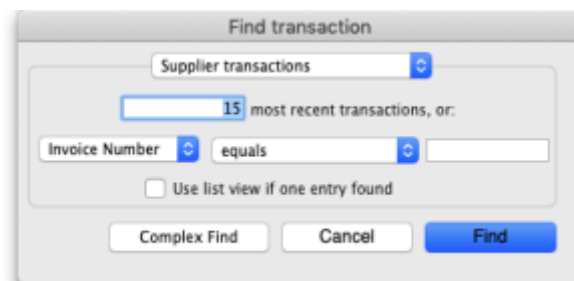 Find transaction
Supplier transactions
15 most recent transactions, or:
Invoice Number equals
Use list view if one entry found
Complex Find Cancel Find